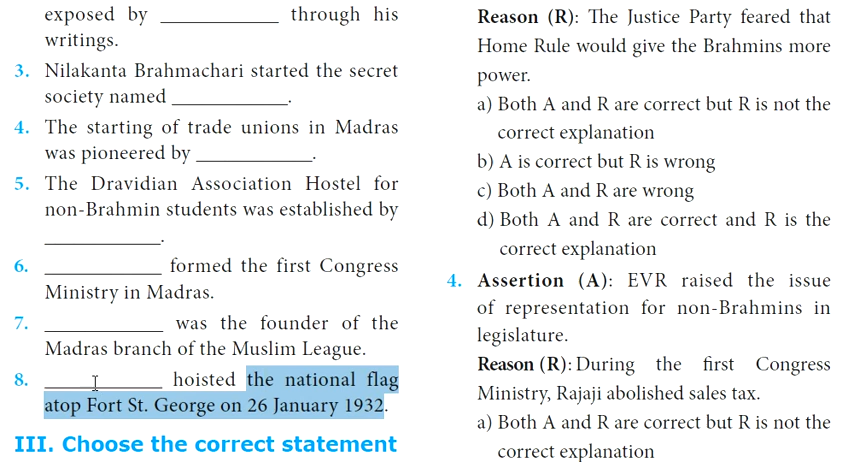 exposed by ____________ through his
writings.
3. Nilakanta Brahmachari started the secret
society named ____________.
4. The starting of trade unions in Madras
was pioneered by ____________.
5. The Dravidian Association Hostel for
non-Brahmin students was established by
____________.
6. ____________ formed the first Congress
Ministry in Madras.
7. ____________ was the founder of the
Madras branch of the Muslim League.
8. ____________ hoisted the national flag
atop Fort St. George on 26 January 1932.
III. Choose the correct statement
Reason (R): The Justice Party feared that
Home Rule would give the Brahmins more
power.
a) Both A and R are correct but R is not the
correct explanation
b) A is correct but R is wrong
c) Both A and R are wrong
d) Both A and R are correct and R is the
correct explanation
4. Assertion (A): EVR raised the issue
of representation for non-Brahmins in
legislature.
Reason (R): During the first Congress
Ministry, Rajaji abolished sales tax.
a) Both A and R are correct but R is not the
correct explanation